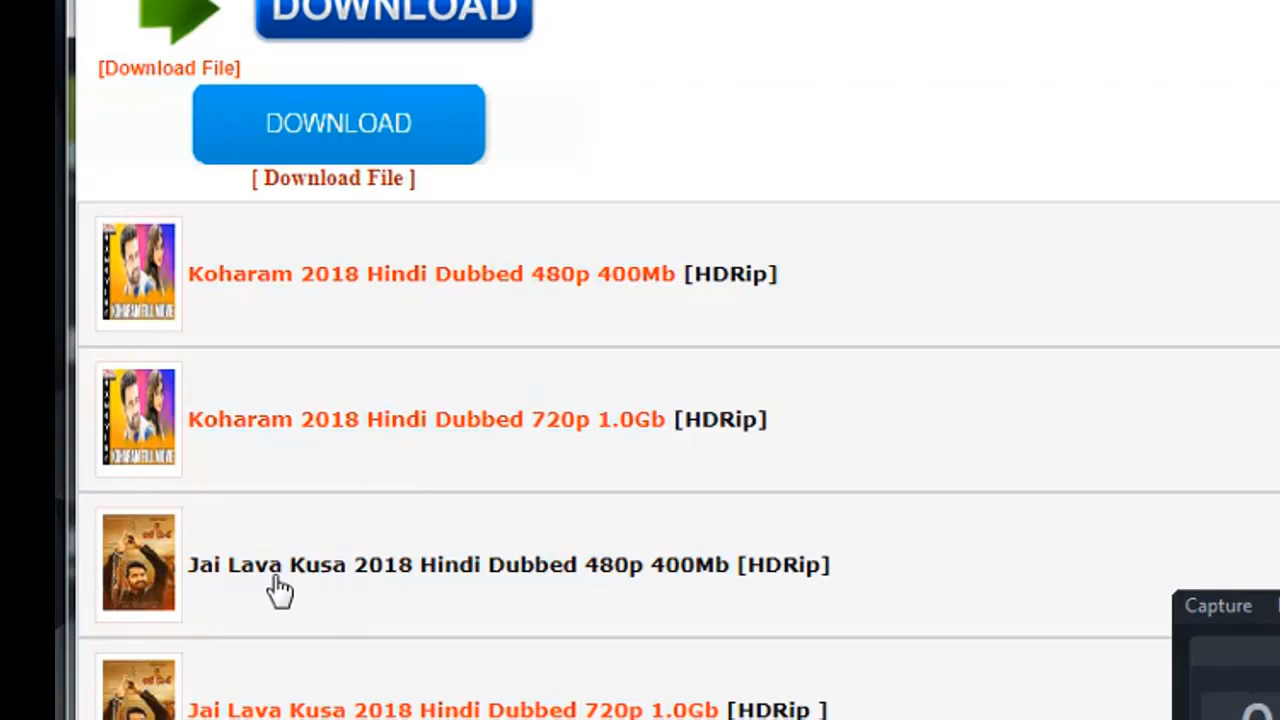 DOWNLOAD
[Download File]
DOWNLOAD
[ Download File ]
Koharam 2018 Hindi Dubbed 480p 400Mb [HDRip]
Koharam 2018 Hindi Dubbed 720p 1.0Gb [HDRip]
Jai Lava Kusa 2018 Hindi Dubbed 480p 400Mb [HDRip]
Capture
Jai Lava Kusa 2018 Hindi Dubbed 720p 1.0Gb [HDRip ]